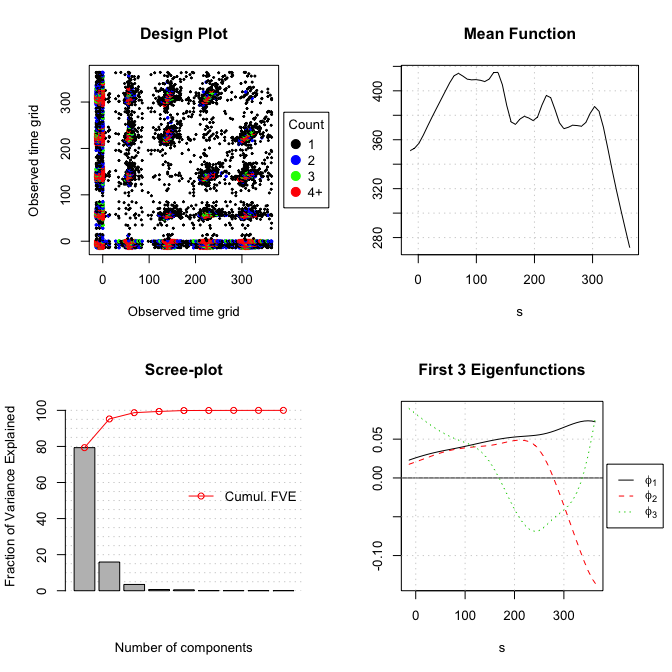 Design Plot
Observed time grid
300
200
100
0
0 100 200 300
Observed time grid
Count
1
2
3
4+
Mean Function
400
360
320
280
0 100 200 300
s
Scree-plot
Fraction of Variance Explained
100
80
60
40
20
0
Cumul. FVE
Number of components
First 3 Eigenfunctions
0.05
0.00
-0.10
0 100 200 300
s
ϕ1
ϕ2
ϕ3